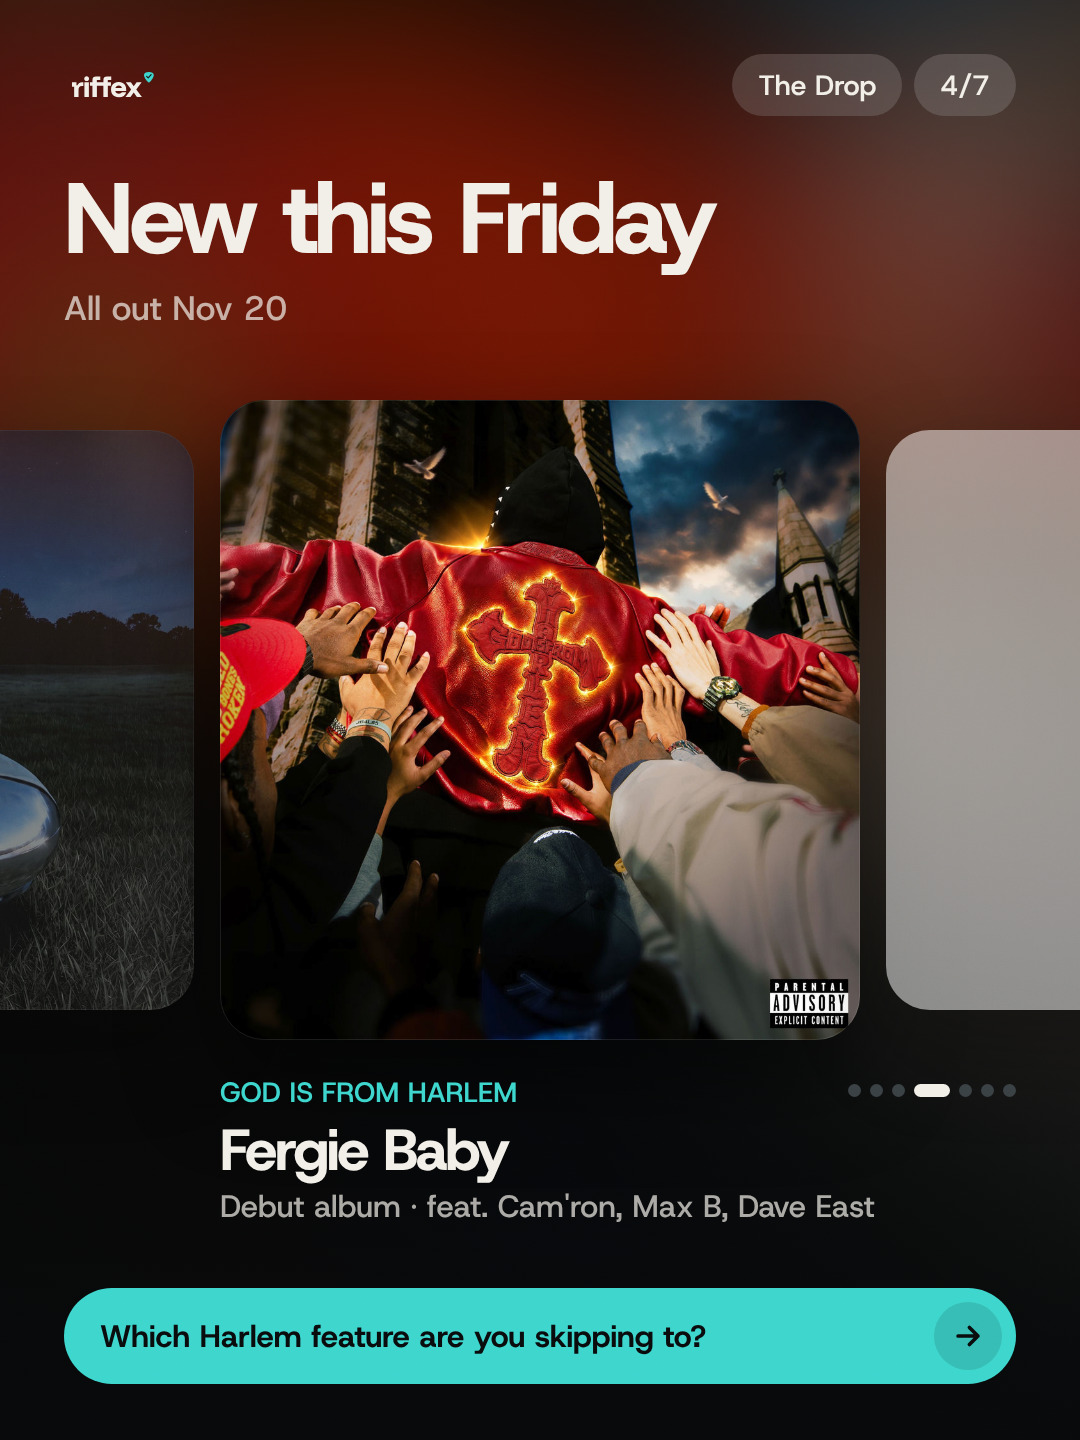 riffex
The Drop
4/7
New this Friday
All out Nov 20
PARENTAL
ADVISORY
EXPLICIT CONTENT
GOD IS FROM HARLEM
Fergie Baby
Debut album · feat. Cam'ron, Max B, Dave East
Which Harlem feature are you skipping to?